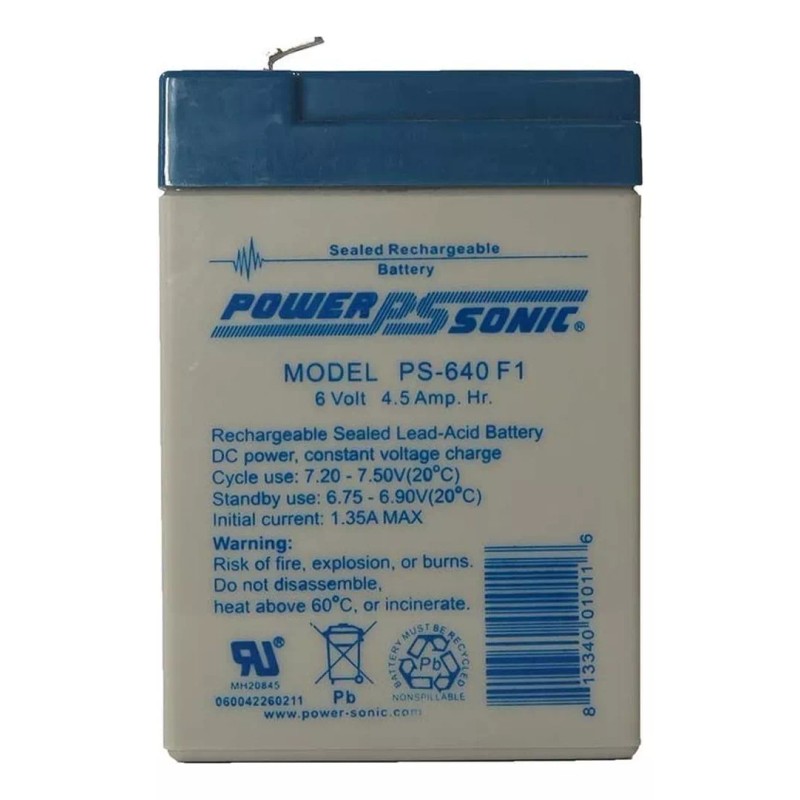 Sealed Rechargeable
Battery
POWER PS SONIC®
MODEL PS-640 F1
6 Volt 4.5 Amp. Hr.
Rechargeable Sealed Lead-Acid Battery
DC power, constant voltage charge
Cycle use: 7.20 - 7.50V(20°C)
Standby use: 6.75 - 6.90V(20°C)
Initial current: 1.35A MAX
Warning:
Risk of fire, explosion, or burns.
Do not disassemble,
heat above 60°C, or incinerate.
RU
MH20845
060042260211
Pb
BATTERY MUST BE RECYCLED
Pb
NONSPILLABLE
www.power-sonic.com
8 13340 01011 6